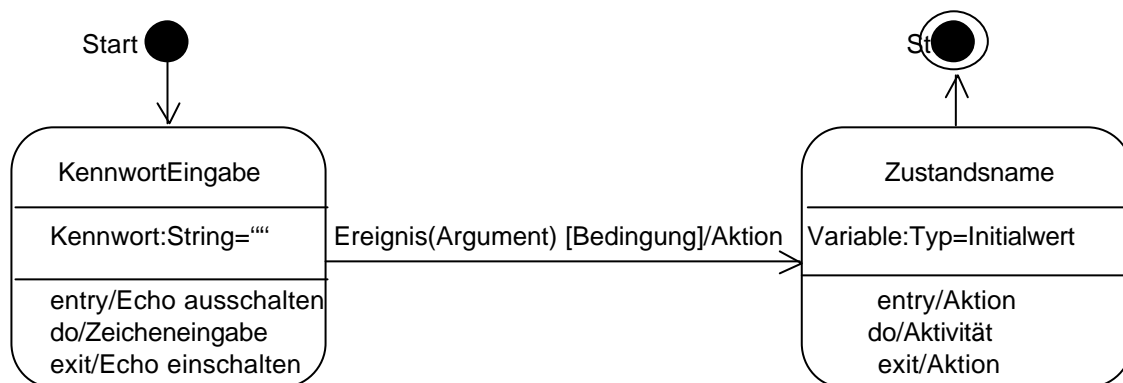 Start
St
KennwortEingabe
Kennwort:String=““
entry/Echo ausschalten
do/Zeicheneingabe
exit/Echo einschalten
Ereignis(Argument) [Bedingung]/Aktion
Zustandsname
Variable:Typ=Initialwert
entry/Aktion
do/Aktivität
exit/Aktion